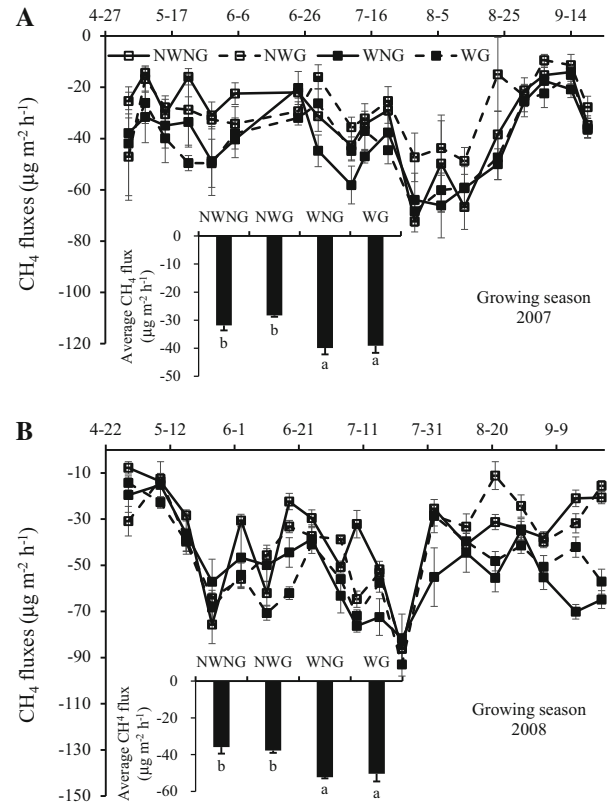 A
4-27 5-17 6-6 6-26 7-16 8-5 8-25 9-14
NWNG NWG WNG WG
0
-20
-40
-60
-80
-100
-120
CH4 fluxes (µg m-2 h-1)
NWNG NWG WNG WG
0
-10
-20
-30
-40
-50
Average CH4 flux
(µg m-2 h-1)
b b a a
Growing season
2007
B
4-22 5-12 6-1 6-21 7-11 7-31 8-20 9-9
-10
-30
-50
-70
-90
-110
-130
-150
CH4 fluxes (µg m-2 h-1)
NWNG NWG WNG WG
0
-20
-40
-60
Average CH4 flux
(µg m-2 h-1)
b b a a
Growing season
2008